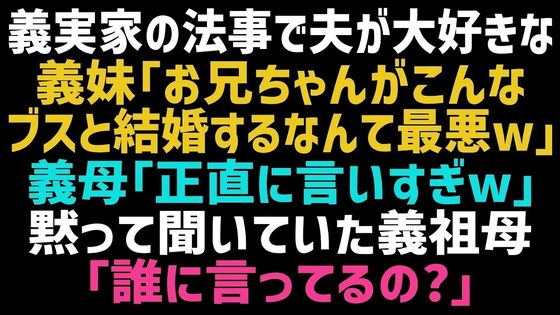 義実家の法事で夫が大好きな
義妹「お兄ちゃんがこんな
ブスと結婚するなんて最悪w」
義母「正直に言いすぎw」
黙って聞いていた義祖母
「誰に言ってるの?」